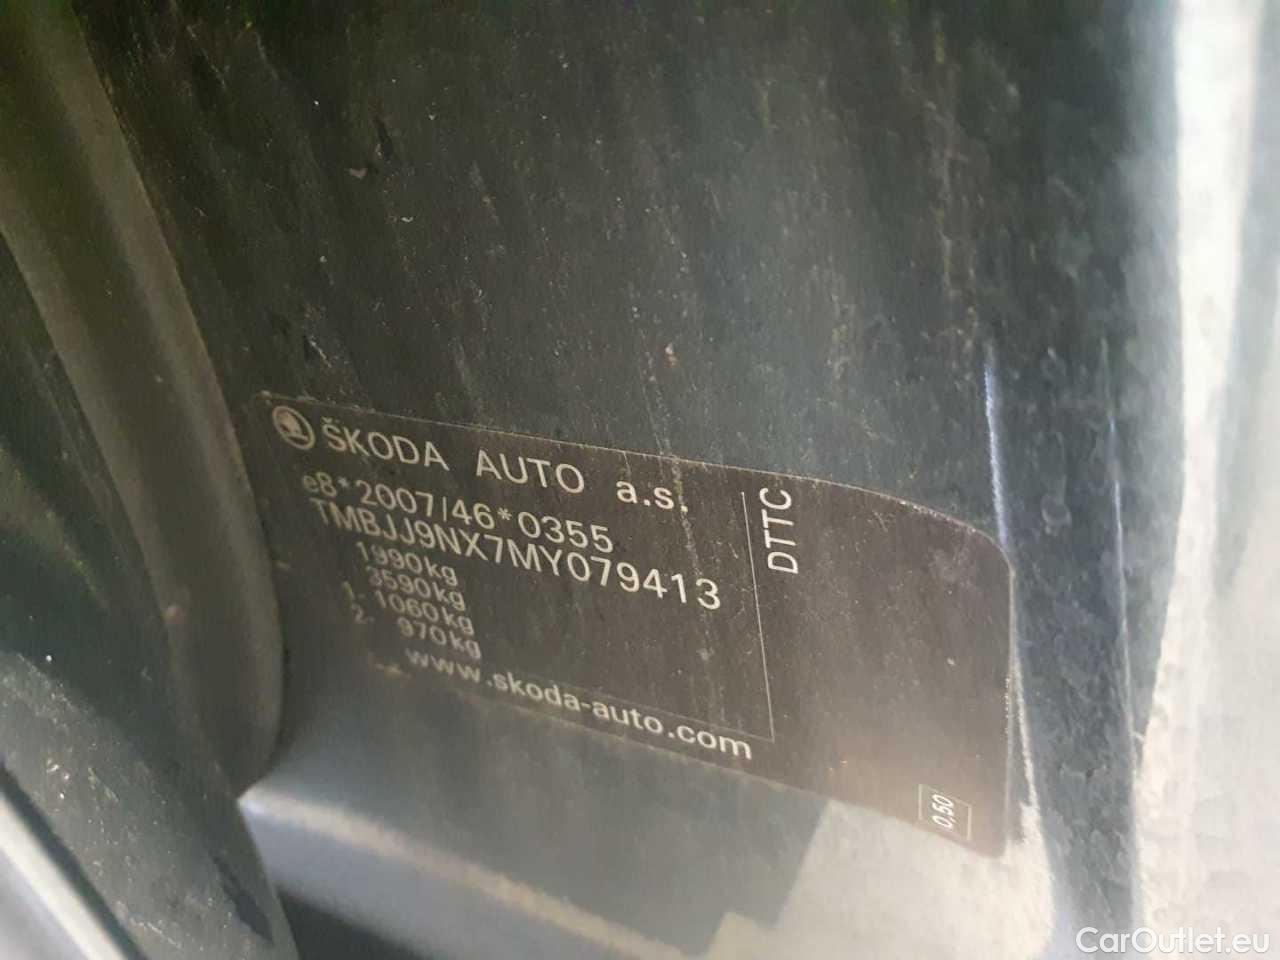 ŠKODA AUTO a.s.
e8*2007/46*0355
TMBJJ9NX7MY079413
1990kg
3590kg
1- 1060kg
2- 970kg
www.skoda-auto.com
DTTC
0,50
CarOutlet.eu